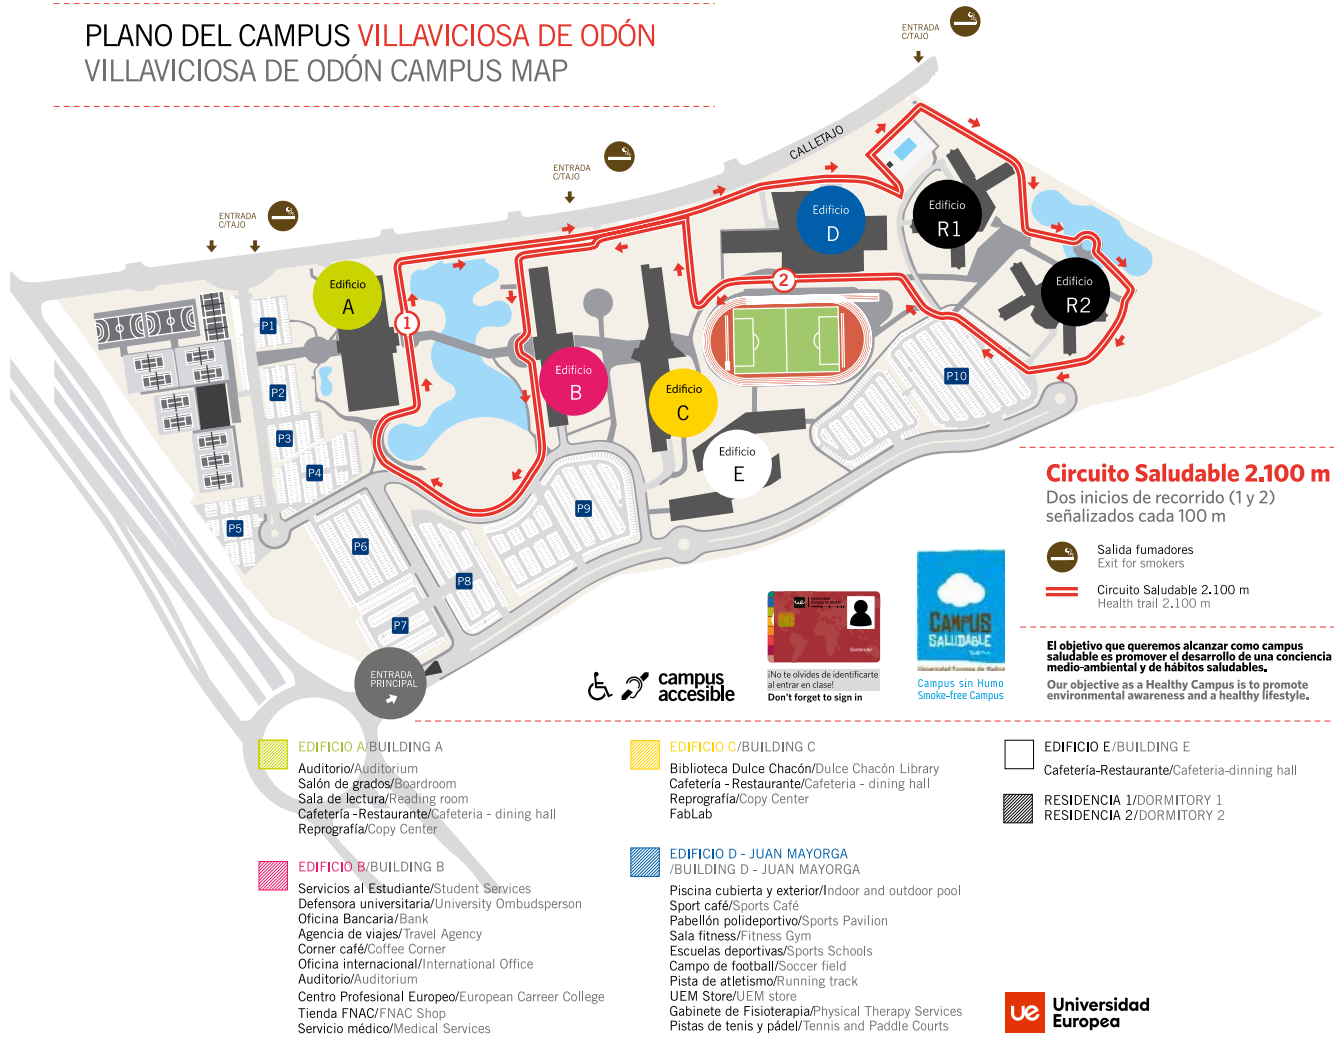 PLANO DEL CAMPUS VILLAVICIOSA DE ODÓN
VILLAVICIOSA DE ODÓN CAMPUS MAP
ENTRADA
C/TAJO
ENTRADA
C/TAJO
ENTRADA
C/TAJO
CALLETAJO
Edificio
A
Edificio
B
Edificio
C
Edificio
D
Edificio
E
Edificio
R1
Edificio
R2
1
2
P1
P2
P3
P4
P5
P6
P7
P8
P9
P10
ENTRADA
PRINCIPAL
Circuito Saludable 2.100 m
Dos inicios de recorrido (1 y 2)
señalizados cada 100 m
Salida fumadores
Exit for smokers
Circuito Saludable 2.100 m
Health trail 2.100 m
El objetivo que queremos alcanzar como campus
saludable es promover el desarrollo de una conciencia
medio-ambiental y de hábitos saludables.
Our objective as a Healthy Campus is to promote
environmental awareness and a healthy lifestyle.
campus
accesible
Santander
¡No te olvides de identificarte
al entrar en clase!
Don't forget to sign in
CAMPUS
SALUDABLE
Universidad Europea de Madrid
Campus sin Humo
Smoke-free Campus
EDIFICIO A/BUILDING A
Auditorio/Auditorium
Salón de grados/Boardroom
Sala de lectura/Reading room
Cafetería -Restaurante/Cafeteria - dining hall
Reprografía/Copy Center
EDIFICIO B/BUILDING B
Servicios al Estudiante/Student Services
Defensora universitaria/University Ombudsperson
Oficina Bancaria/Bank
Agencia de viajes/Travel Agency
Corner café/Coffee Corner
Oficina internacional/International Office
Auditorio/Auditorium
Centro Profesional Europeo/European Carreer College
Tienda FNAC/FNAC Shop
Servicio médico/Medical Services
EDIFICIO C/BUILDING C
Biblioteca Dulce Chacón/Dulce Chacón Library
Cafetería - Restaurante/Cafeteria - dining hall
Reprografía/Copy Center
FabLab
EDIFICIO D - JUAN MAYORGA
/BUILDING D - JUAN MAYORGA
Piscina cubierta y exterior/Indoor and outdoor pool
Sport café/Sports Café
Pabellón polideportivo/Sports Pavilion
Sala fitness/Fitness Gym
Escuelas deportivas/Sports Schools
Campo de football/Soccer field
Pista de atletismo/Running track
UEM Store/UEM store
Gabinete de Fisioterapia/Physical Therapy Services
Pistas de tenis y pádel/Tennis and Paddle Courts
EDIFICIO E/BUILDING E
Cafetería-Restaurante/Cafeteria-dinning hall
RESIDENCIA 1/DORMITORY 1
RESIDENCIA 2/DORMITORY 2
ue Universidad
Europea